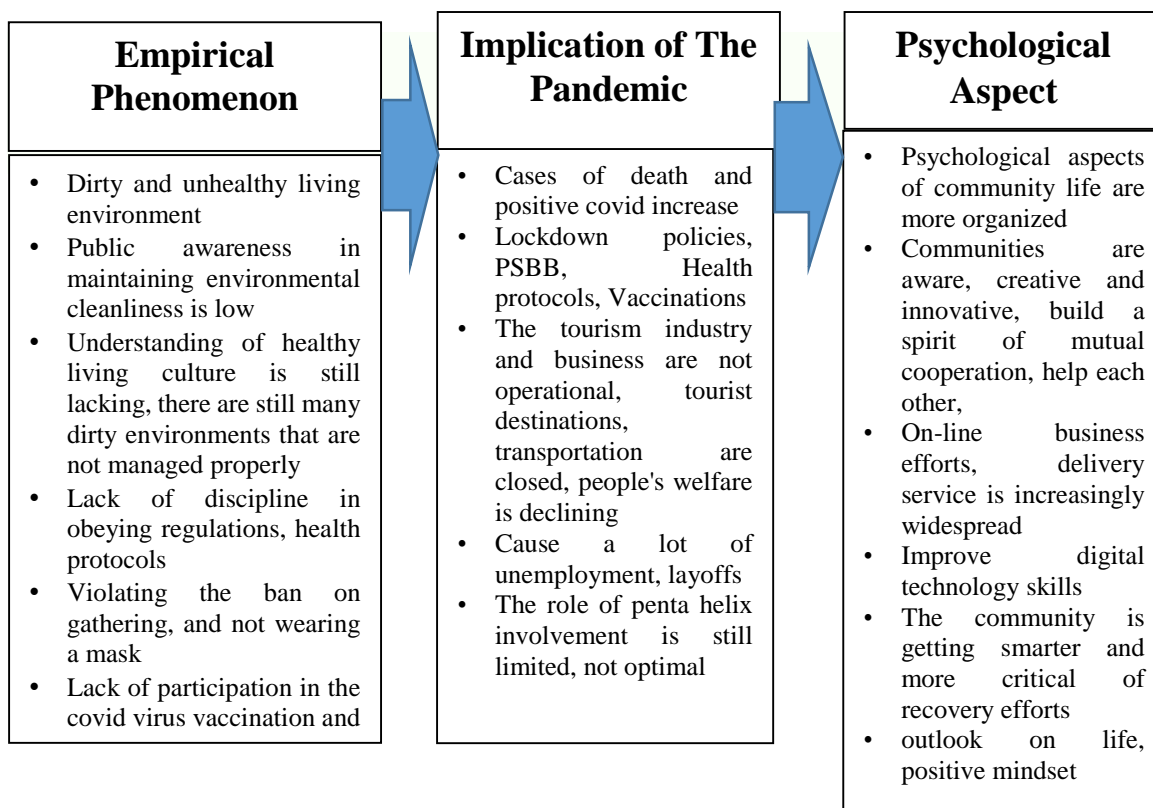 Empirical
Phenomenon
• Dirty and unhealthy living
environment
• Public awareness in
maintaining environmental
cleanliness is low
• Understanding of healthy
living culture is still
lacking, there are still many
dirty environments that are
not managed properly
• Lack of discipline in
obeying regulations, health
protocols
• Violating the ban on
gathering, and not wearing
a mask
• Lack of participation in the
covid virus vaccination and
Implication of The
Pandemic
• Cases of death and
positive covid increase
• Lockdown policies,
PSBB, Health
protocols, Vaccinations
• The tourism industry
and business are not
operational, tourist
destinations,
transportation are
closed, people's welfare
is declining
• Cause a lot of
unemployment, layoffs
• The role of penta helix
involvement is still
limited, not optimal
Psychological
Aspect
• Psychological aspects
of community life are
more organized
• Communities are
aware, creative and
innovative, build a
spirit of mutual
cooperation, help each
other,
• On-line business
efforts, delivery
service is increasingly
widespread
• Improve digital
technology skills
• The community is
getting smarter and
more critical of
recovery efforts
• outlook on life,
positive mindset